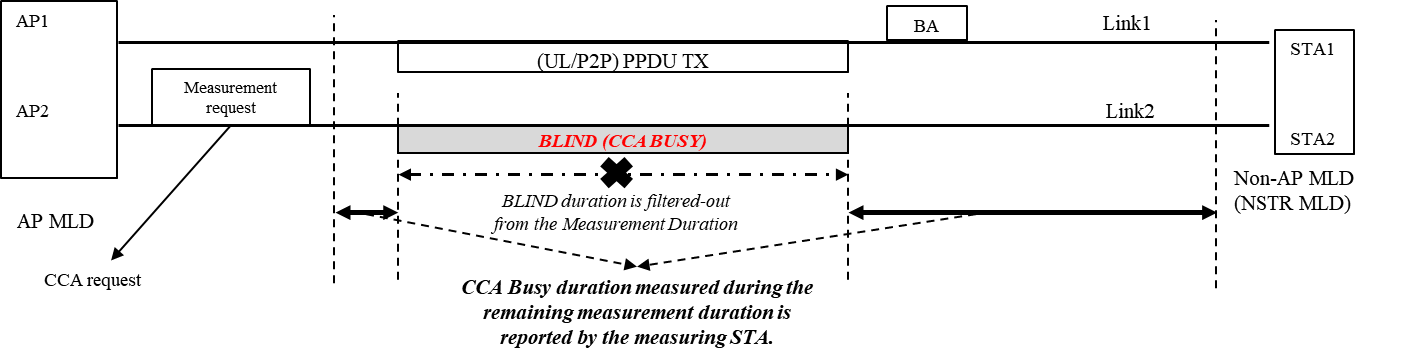 AP1
BA
Link1
(UL/P2P) PPDU TX
STA1
Measurement
request
AP2
Link2
BLIND (CCA BUSY)
STA2
BLIND duration is filtered-out
from the Measurement Duration
Non-AP MLD
(NSTR MLD)
AP MLD
CCA request
CCA Busy duration measured during the
remaining measurement duration is
reported by the measuring STA.